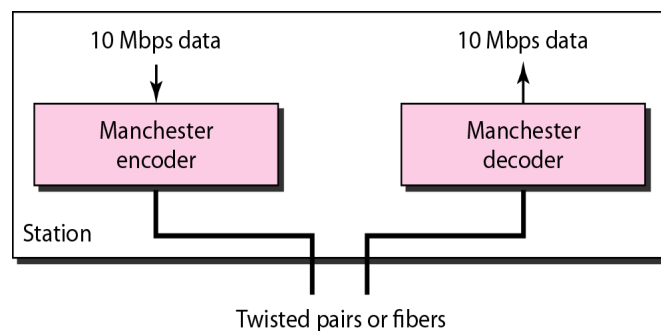 10 Mbps data
10 Mbps data
Manchester
encoder
Manchester
decoder
Station
Twisted pairs or fibers